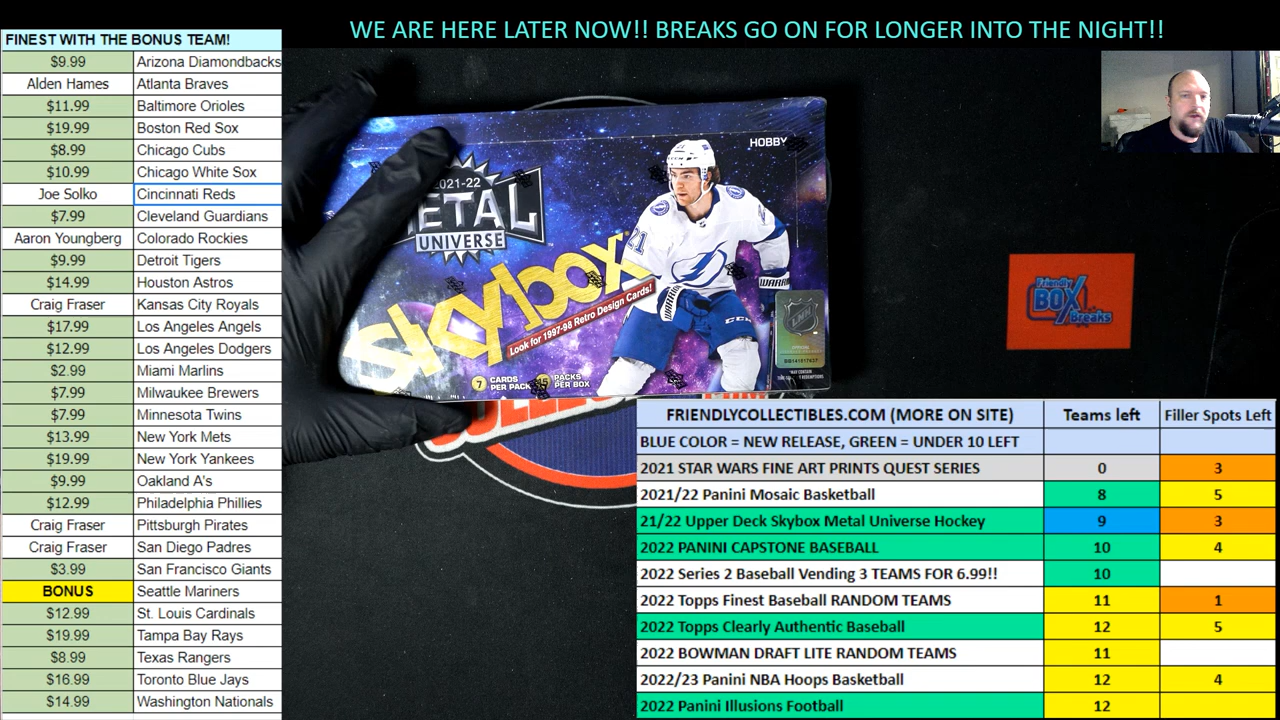 WE ARE HERE LATER NOW!! BREAKS GO ON FOR LONGER INTO THE NIGHT!!
FINEST WITH THE BONUS TEAM!
$9.99 Arizona Diamondbacks
Alden Hames Atlanta Braves
$11.99 Baltimore Orioles
$19.99 Boston Red Sox
$8.99 Chicago Cubs
$10.99 Chicago White Sox
Joe Solko Cincinnati Reds
$7.99 Cleveland Guardians
Aaron Youngberg Colorado Rockies
$9.99 Detroit Tigers
$14.99 Houston Astros
Craig Fraser Kansas City Royals
$17.99 Los Angeles Angels
$12.99 Los Angeles Dodgers
$2.99 Miami Marlins
$7.99 Milwaukee Brewers
$7.99 Minnesota Twins
$13.99 New York Mets
$19.99 New York Yankees
$9.99 Oakland A's
$12.99 Philadelphia Phillies
Craig Fraser Pittsburgh Pirates
Craig Fraser San Diego Padres
$3.99 San Francisco Giants
BONUS Seattle Mariners
$12.99 St. Louis Cardinals
$19.99 Tampa Bay Rays
$8.99 Texas Rangers
$16.99 Toronto Blue Jays
$14.99 Washington Nationals
HOBBY
2021-22
ETAL
UNIVERSE
skybox
Look for 1997-98 Retro Design Cards!
7 CARDS PER PACK
PACKS PER BOX
21
WARRIOR
CCM
NHL
Friendly
BOX
Breaks
FRIENDLYCOLLECTIBLES.COM (MORE ON SITE) Teams left Filler Spots Left
BLUE COLOR = NEW RELEASE, GREEN = UNDER 10 LEFT
2021 STAR WARS FINE ART PRINTS QUEST SERIES 0 3
2021/22 Panini Mosaic Basketball 8 5
21/22 Upper Deck Skybox Metal Universe Hockey 9 3
2022 PANINI CAPSTONE BASEBALL 10 4
2022 Series 2 Baseball Vending 3 TEAMS FOR 6.99!! 10
2022 Topps Finest Baseball RANDOM TEAMS 11 1
2022 Topps Clearly Authentic Baseball 12 5
2022 BOWMAN DRAFT LITE RANDOM TEAMS 11
2022/23 Panini NBA Hoops Basketball 12 4
2022 Panini Illusions Football 12